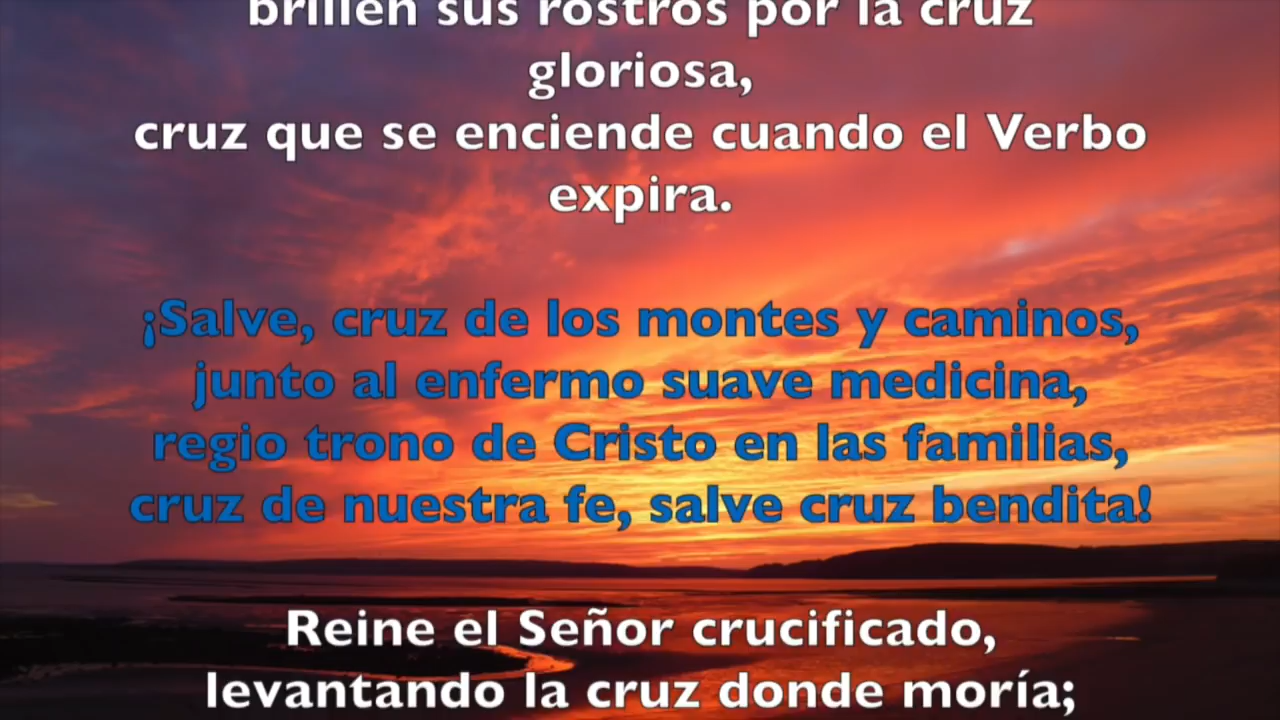 brillen sus rostros por la cruz
gloriosa,
cruz que se enciende cuando el Verbo
expira.
¡Salve, cruz de los montes y caminos,
junto al enfermo suave medicina,
regio trono de Cristo en las familias,
cruz de nuestra fe, salve cruz bendita!
Reine el Señor crucificado,
levantando la cruz donde moría;